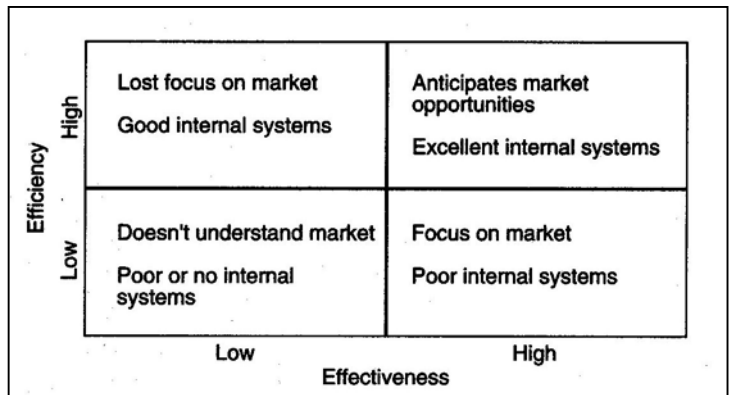 Efficiency
High
Lost focus on market
Good internal systems
Anticipates market
opportunities
Excellent internal systems
Low
Doesn't understand market
Poor or no internal
systems
Focus on market
Poor internal systems
Low
High
Effectiveness